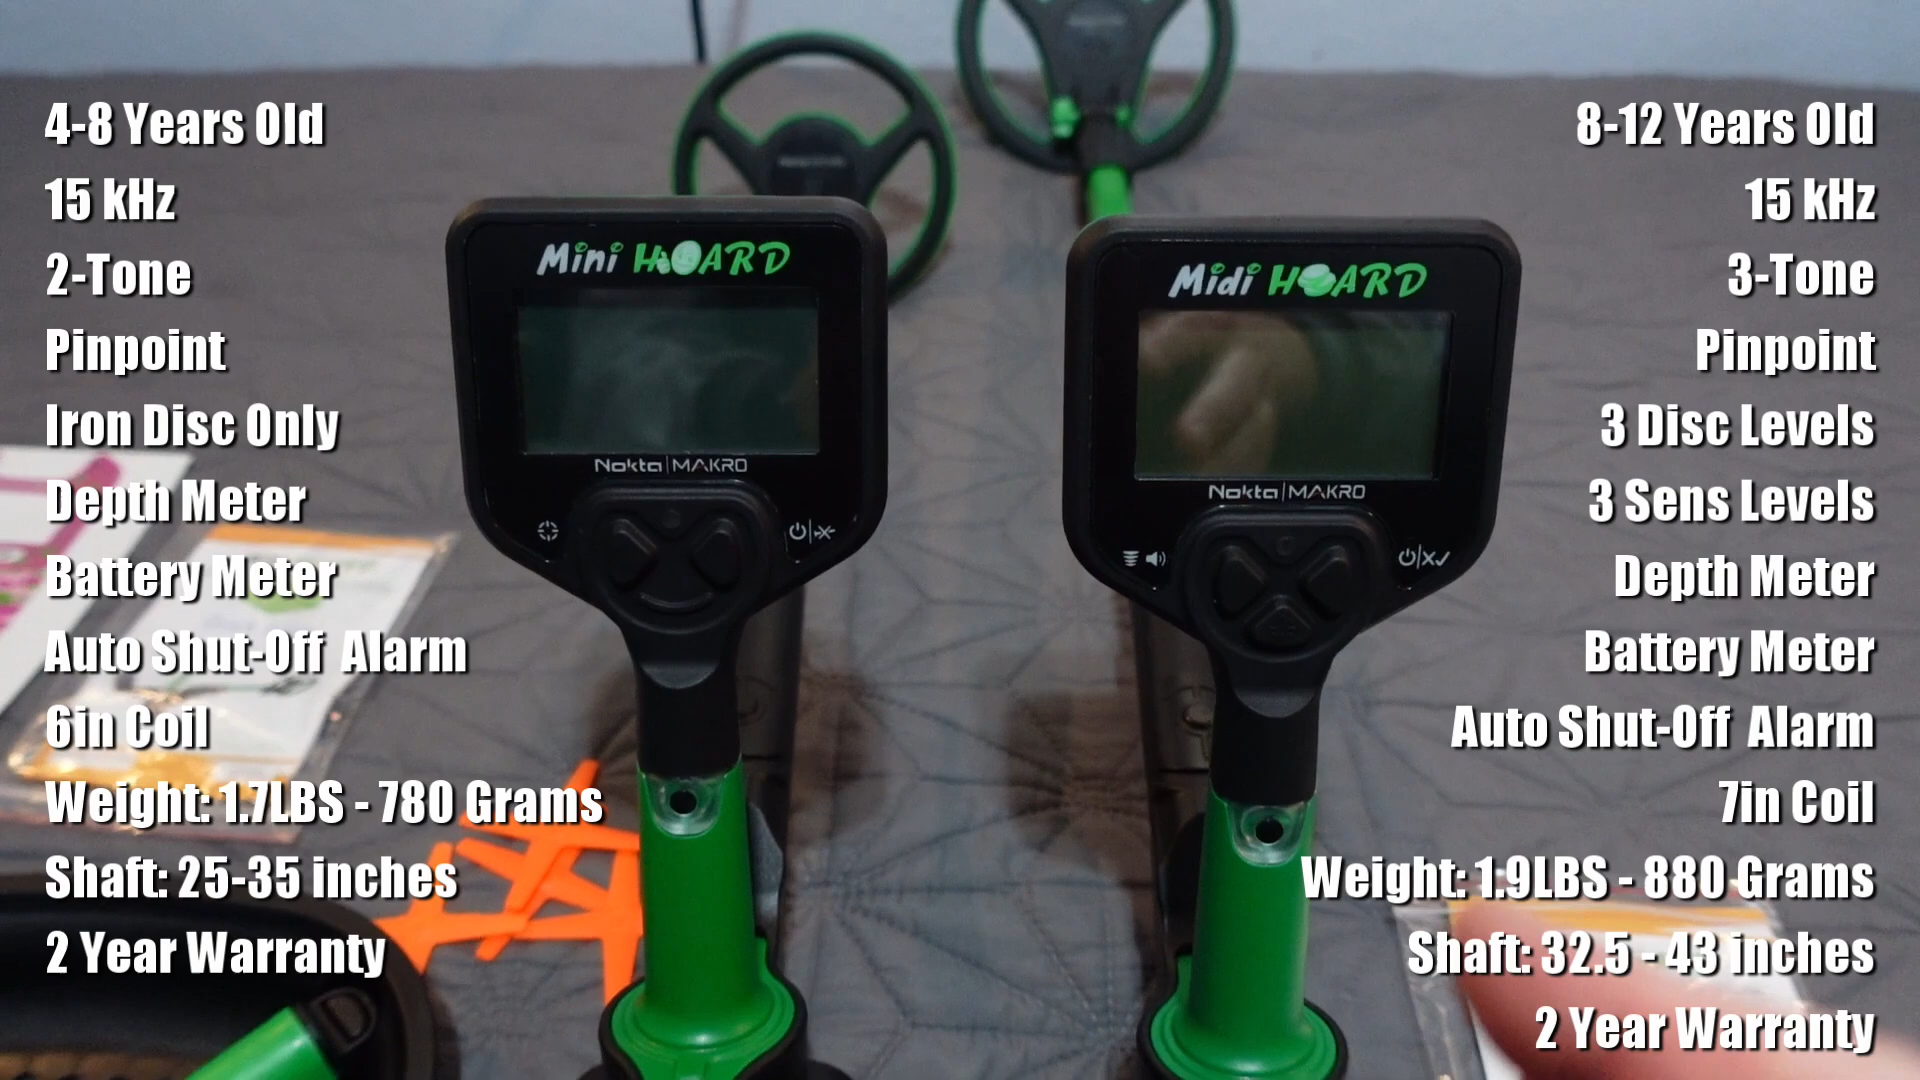 4-8 Years Old
15 kHz
2-Tone
Pinpoint
Iron Disc Only
Depth Meter
Battery Meter
Auto Shut-Off Alarm
6in Coil
Weight: 1.7LBS - 780 Grams
Shaft: 25-35 inches
2 Year Warranty
Mini HOARD
Nokta|MAKRO
Midi HOARD
Nokta|MAKRO
8-12 Years Old
15 kHz
3-Tone
Pinpoint
3 Disc Levels
3 Sens Levels
Depth Meter
Battery Meter
Auto Shut-Off Alarm
7in Coil
Weight: 1.9LBS - 880 Grams
Shaft: 32.5 - 43 inches
2 Year Warranty